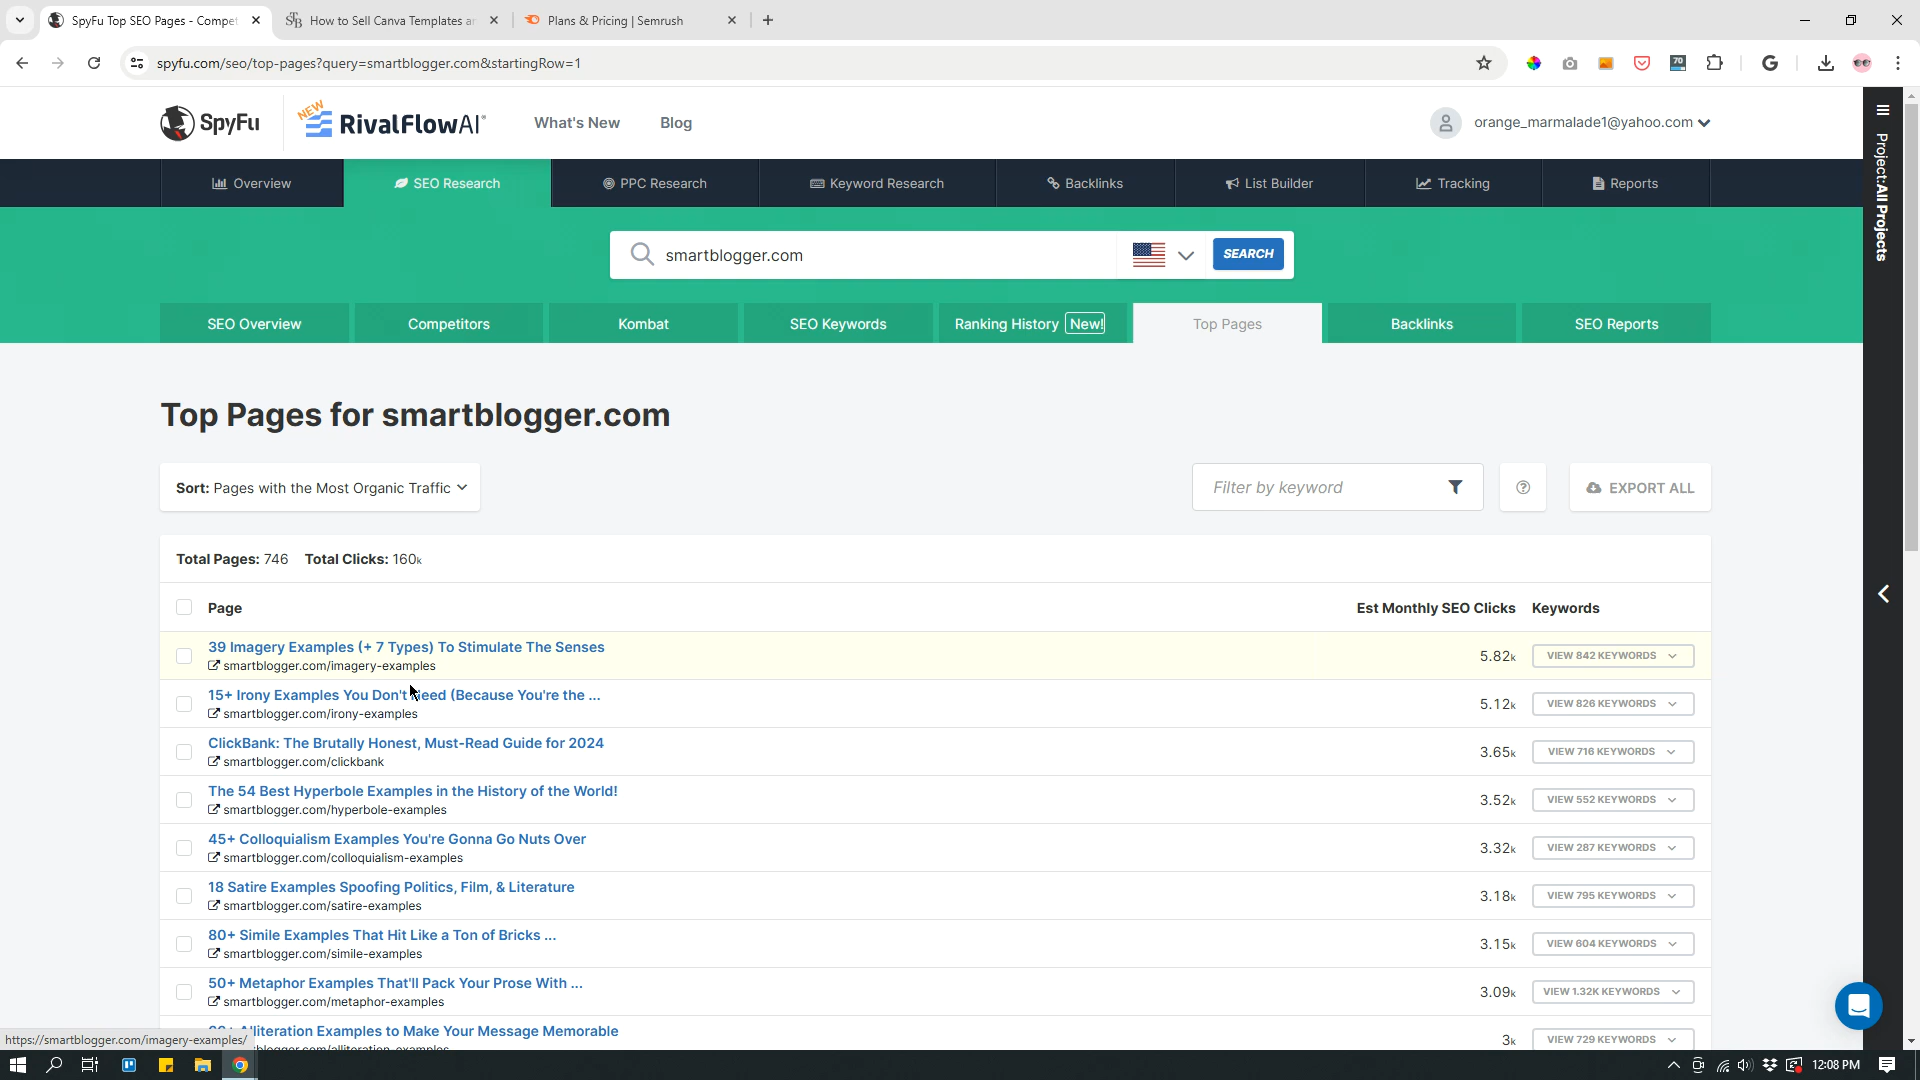 SpyFu Top SEO Pages - Compet
How to Sell Canva Templates ar
Plans & Pricing | Semrush
spyfu.com/seo/top-pages?query=smartblogger.com&startingRow=1
70
SpyFu
NEW
RivalFlowAI
What's New
Blog
orange_marmalade1@yahoo.com
Project: All Projects
Overview
SEO Research
PPC Research
Keyword Research
Backlinks
List Builder
Tracking
Reports
smartblogger.com
SEARCH
SEO Overview
Competitors
Kombat
SEO Keywords
Ranking History New!
Top Pages
Backlinks
SEO Reports
Top Pages for smartblogger.com
Sort: Pages with the Most Organic Traffic
Filter by keyword
EXPORT ALL
Total Pages: 746 Total Clicks: 160k
Page Est Monthly SEO Clicks Keywords
39 Imagery Examples (+ 7 Types) To Stimulate The Senses
smartblogger.com/imagery-examples
5.82k VIEW 842 KEYWORDS
15+ Irony Examples You Don't Need (Because You're the ...
smartblogger.com/irony-examples
5.12k VIEW 826 KEYWORDS
ClickBank: The Brutally Honest, Must-Read Guide for 2024
smartblogger.com/clickbank
3.65k VIEW 716 KEYWORDS
The 54 Best Hyperbole Examples in the History of the World!
smartblogger.com/hyperbole-examples
3.52k VIEW 552 KEYWORDS
45+ Colloquialism Examples You're Gonna Go Nuts Over
smartblogger.com/colloquialism-examples
3.32k VIEW 287 KEYWORDS
18 Satire Examples Spoofing Politics, Film, & Literature
smartblogger.com/satire-examples
3.18k VIEW 795 KEYWORDS
80+ Simile Examples That Hit Like a Ton of Bricks ...
smartblogger.com/simile-examples
3.15k VIEW 604 KEYWORDS
50+ Metaphor Examples That'll Pack Your Prose With ...
smartblogger.com/metaphor-examples
3.09k VIEW 1.32K KEYWORDS
Alliteration Examples to Make Your Message Memorable
3k VIEW 729 KEYWORDS
https://smartblogger.com/imagery-examples/
12:08 PM